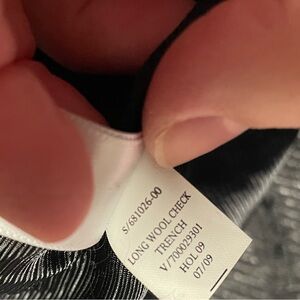 S/681026-00
LONG WOOL CHECK
TRENCH
V/700029301
HOL 09
07/09